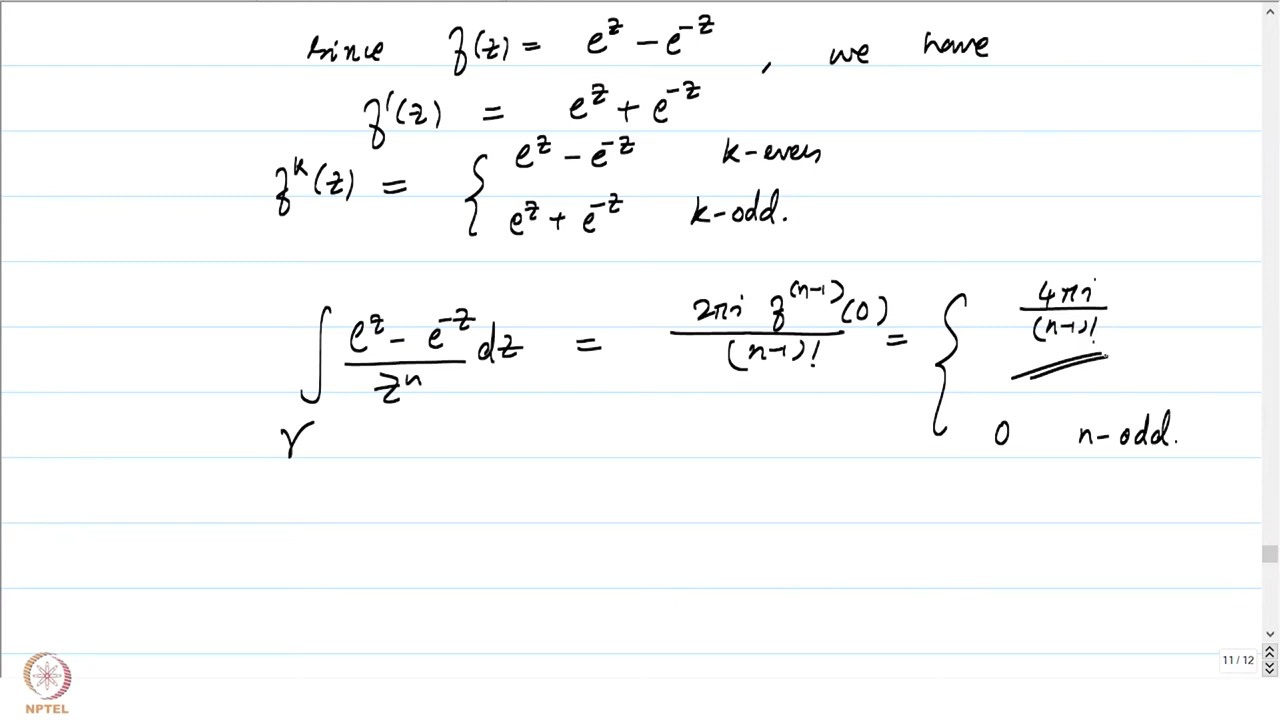 since f(z) = e^z - e^{-z}, we have
f'(z) = e^z + e^{-z}
f^k(z) = { e^z - e^{-z} k-even
e^z + e^{-z} k-odd.
∫_γ (e^z - e^{-z})/z^n dz = 2πi f^{(n-1)}(0)/(n-1)! = { 4πi/(n-1)!
0 n-odd.
11 / 12
NPTEL